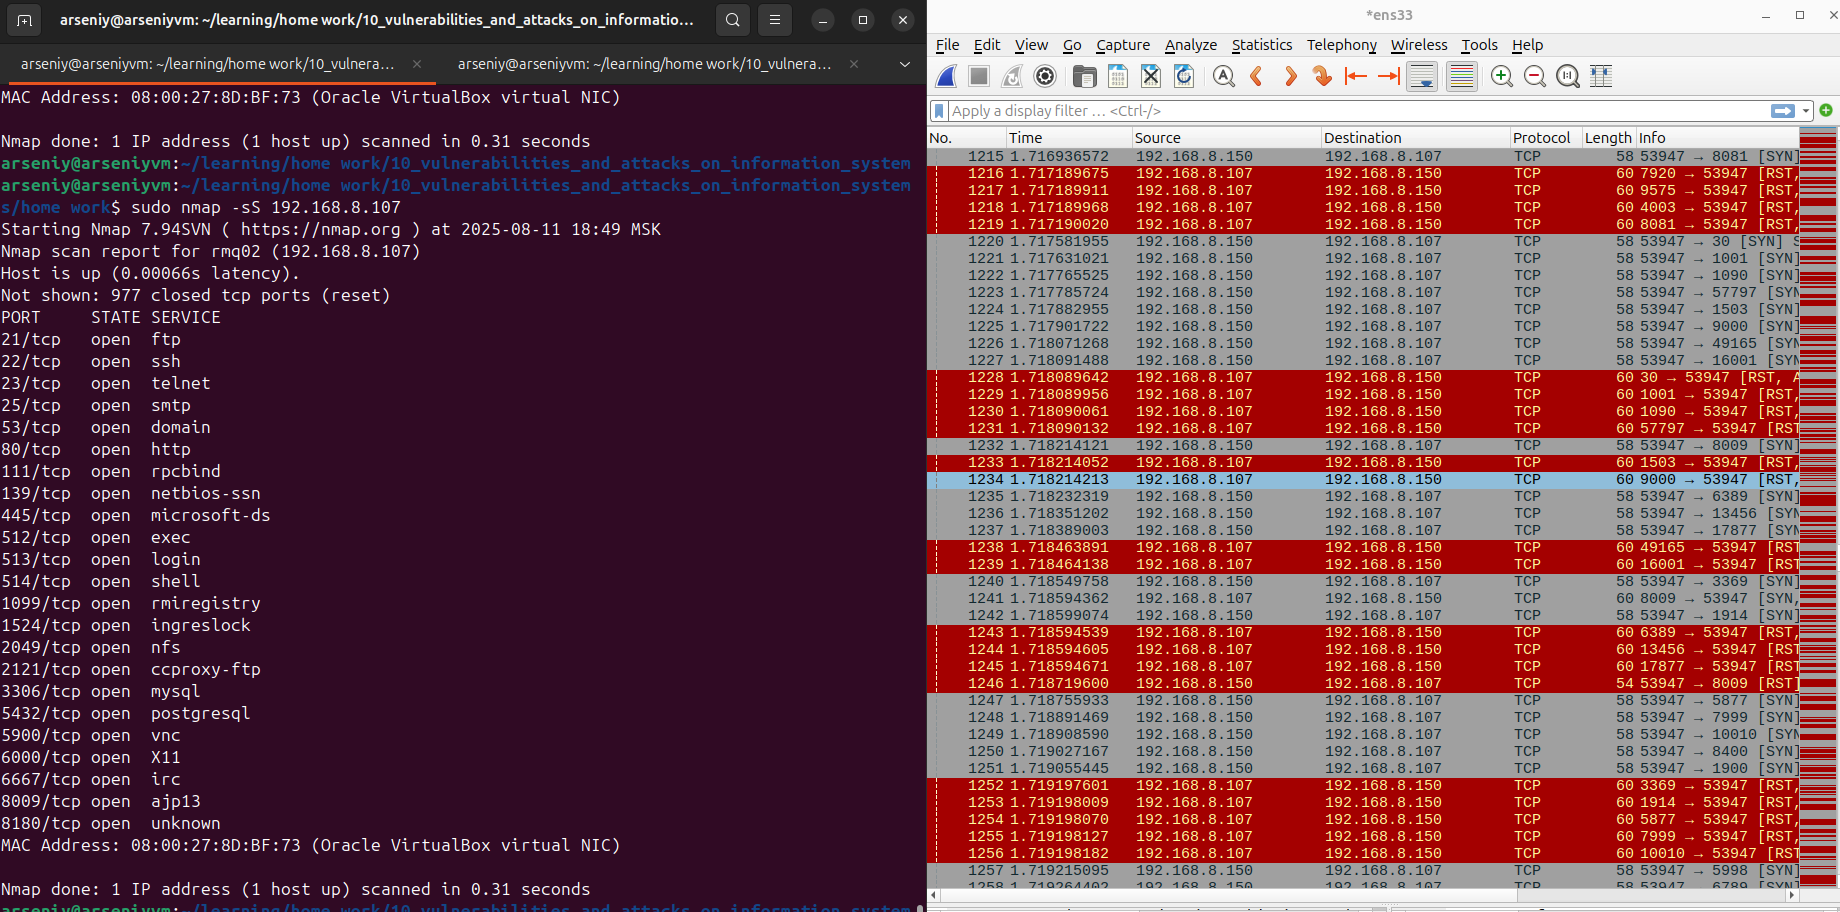 arseniy@arseniyvm: ~/learning/home work/10_vulnerabilities_and_attacks_on_informatio...
arseniy@arseniyvm: ~/learning/home work/10_vulnera...
arseniy@arseniyvm: ~/learning/home work/10_vulnera...
MAC Address: 08:00:27:8D:BF:73 (Oracle VirtualBox virtual NIC)
Nmap done: 1 IP address (1 host up) scanned in 0.31 seconds
arseniy@arseniyvm:~/learning/home work/10_vulnerabilities_and_attacks_on_information_system
arseniy@arseniyvm:~/learning/home work/10_vulnerabilities_and_attacks_on_information_system
s/home work$ sudo nmap -sS 192.168.8.107
Starting Nmap 7.94SVN ( https://nmap.org ) at 2025-08-11 18:49 MSK
Nmap scan report for rmq02 (192.168.8.107)
Host is up (0.00066s latency).
Not shown: 977 closed tcp ports (reset)
PORT     STATE SERVICE
21/tcp   open  ftp
22/tcp   open  ssh
23/tcp   open  telnet
25/tcp   open  smtp
53/tcp   open  domain
80/tcp   open  http
111/tcp  open  rpcbind
139/tcp  open  netbios-ssn
445/tcp  open  microsoft-ds
512/tcp  open  exec
513/tcp  open  login
514/tcp  open  shell
1099/tcp open  rmiregistry
1524/tcp open  ingreslock
2049/tcp open  nfs
2121/tcp open  ccproxy-ftp
3306/tcp open  mysql
5432/tcp open  postgresql
5900/tcp open  vnc
6000/tcp open  X11
6667/tcp open  irc
8009/tcp open  ajp13
8180/tcp open  unknown
MAC Address: 08:00:27:8D:BF:73 (Oracle VirtualBox virtual NIC)
Nmap done: 1 IP address (1 host up) scanned in 0.31 seconds
arseniy@arseniyvm:~/learning/home work/10_vulnerabilities_and_attacks_on_information_system
*ens33
File Edit View Go Capture Analyze Statistics Telephony Wireless Tools Help
Apply a display filter … <Ctrl-/>
No. Time Source Destination Protocol Length Info
1215 1.716936572 192.168.8.150 192.168.8.107 TCP 58 53947 → 8081 [SYN]
1216 1.717189675 192.168.8.107 192.168.8.150 TCP 60 7920 → 53947 [RST,
1217 1.717189911 192.168.8.107 192.168.8.150 TCP 60 9575 → 53947 [RST,
1218 1.717189968 192.168.8.107 192.168.8.150 TCP 60 4003 → 53947 [RST,
1219 1.717190020 192.168.8.107 192.168.8.150 TCP 60 8081 → 53947 [RST,
1220 1.717581955 192.168.8.150 192.168.8.107 TCP 58 53947 → 30 [SYN] S
1221 1.717631021 192.168.8.150 192.168.8.107 TCP 58 53947 → 1001 [SYN]
1222 1.717765525 192.168.8.150 192.168.8.107 TCP 58 53947 → 1090 [SYN]
1223 1.717785724 192.168.8.150 192.168.8.107 TCP 58 53947 → 57797 [SYN
1224 1.717882955 192.168.8.150 192.168.8.107 TCP 58 53947 → 1503 [SYN]
1225 1.717901722 192.168.8.150 192.168.8.107 TCP 58 53947 → 9000 [SYN]
1226 1.718071268 192.168.8.150 192.168.8.107 TCP 58 53947 → 49165 [SYN
1227 1.718091488 192.168.8.150 192.168.8.107 TCP 58 53947 → 16001 [SYN
1228 1.718089642 192.168.8.107 192.168.8.150 TCP 60 30 → 53947 [RST, A
1229 1.718089956 192.168.8.107 192.168.8.150 TCP 60 1001 → 53947 [RST,
1230 1.718090061 192.168.8.107 192.168.8.150 TCP 60 1090 → 53947 [RST,
1231 1.718090132 192.168.8.107 192.168.8.150 TCP 60 57797 → 53947 [RST
1232 1.718214121 192.168.8.150 192.168.8.107 TCP 58 53947 → 8009 [SYN]
1233 1.718214052 192.168.8.107 192.168.8.150 TCP 60 1503 → 53947 [RST,
1234 1.718214213 192.168.8.107 192.168.8.150 TCP 60 9000 → 53947 [RST,
1235 1.718232319 192.168.8.150 192.168.8.107 TCP 58 53947 → 6389 [SYN]
1236 1.718351202 192.168.8.150 192.168.8.107 TCP 58 53947 → 13456 [SYN
1237 1.718389003 192.168.8.150 192.168.8.107 TCP 58 53947 → 17877 [SYN
1238 1.718463891 192.168.8.107 192.168.8.150 TCP 60 49165 → 53947 [RST
1239 1.718464138 192.168.8.107 192.168.8.150 TCP 60 16001 → 53947 [RST
1240 1.718549758 192.168.8.150 192.168.8.107 TCP 58 53947 → 3369 [SYN]
1241 1.718594362 192.168.8.107 192.168.8.150 TCP 60 8009 → 53947 [SYN,
1242 1.718599074 192.168.8.150 192.168.8.107 TCP 58 53947 → 1914 [SYN]
1243 1.718594539 192.168.8.107 192.168.8.150 TCP 60 6389 → 53947 [RST,
1244 1.718594605 192.168.8.107 192.168.8.150 TCP 60 13456 → 53947 [RST
1245 1.718594671 192.168.8.107 192.168.8.150 TCP 60 17877 → 53947 [RST
1246 1.718719600 192.168.8.150 192.168.8.107 TCP 54 53947 → 8009 [RST]
1247 1.718755933 192.168.8.150 192.168.8.107 TCP 58 53947 → 5877 [SYN]
1248 1.718891469 192.168.8.150 192.168.8.107 TCP 58 53947 → 7999 [SYN]
1249 1.718908590 192.168.8.150 192.168.8.107 TCP 58 53947 → 10010 [SYN
1250 1.719027167 192.168.8.150 192.168.8.107 TCP 58 53947 → 8400 [SYN]
1251 1.719055445 192.168.8.150 192.168.8.107 TCP 58 53947 → 1900 [SYN]
1252 1.719197601 192.168.8.107 192.168.8.150 TCP 60 3369 → 53947 [RST,
1253 1.719198009 192.168.8.107 192.168.8.150 TCP 60 1914 → 53947 [RST,
1254 1.719198070 192.168.8.107 192.168.8.150 TCP 60 5877 → 53947 [RST,
1255 1.719198127 192.168.8.107 192.168.8.150 TCP 60 7999 → 53947 [RST,
1256 1.719198182 192.168.8.107 192.168.8.150 TCP 60 10010 → 53947 [RST
1257 1.719215095 192.168.8.150 192.168.8.107 TCP 58 53947 → 5998 [SYN]
1258 1.719264402 192.168.8.150 192.168.8.107 TCP 58 53947 → 6789 [SYN]